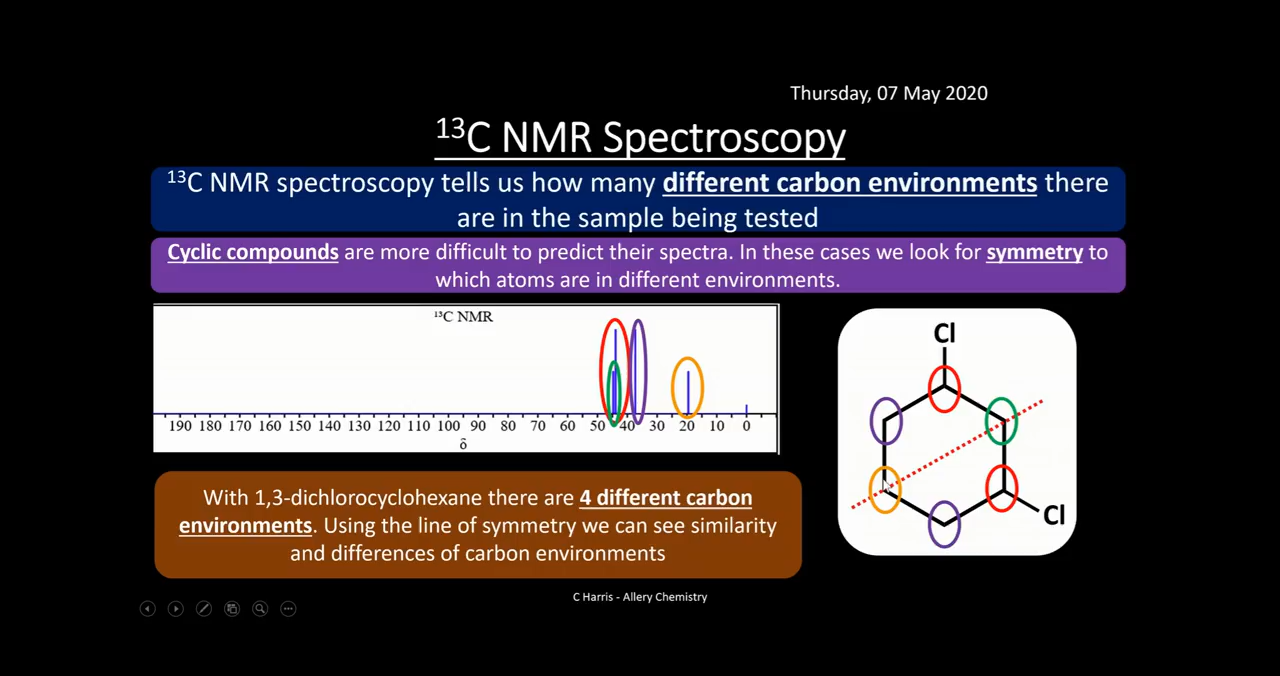 Thursday, 07 May 2020
¹³C NMR Spectroscopy
¹³C NMR spectroscopy tells us how many different carbon environments there
are in the sample being tested
Cyclic compounds are more difficult to predict their spectra. In these cases we look for symmetry to
which atoms are in different environments.
¹³C NMR
190 180 170 160 150 140 130 120 110 100 90 80 70 60 50 40 30 20 10 0
δ
Cl
Cl
With 1,3-dichlorocyclohexane there are 4 different carbon
environments. Using the line of symmetry we can see similarity
and differences of carbon environments
C Harris - Allery Chemistry